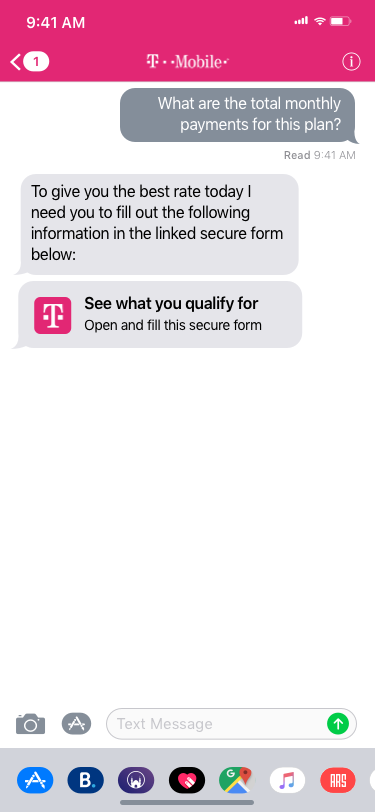 9:41 AM
1
T··Mobile·
i
What are the total monthly
payments for this plan?
Read 9:41 AM
To give you the best rate today I
need you to fill out the following
information in the linked secure form
below:
T
See what you qualify for
Open and fill this secure form
Text Message
B.
G
ARS